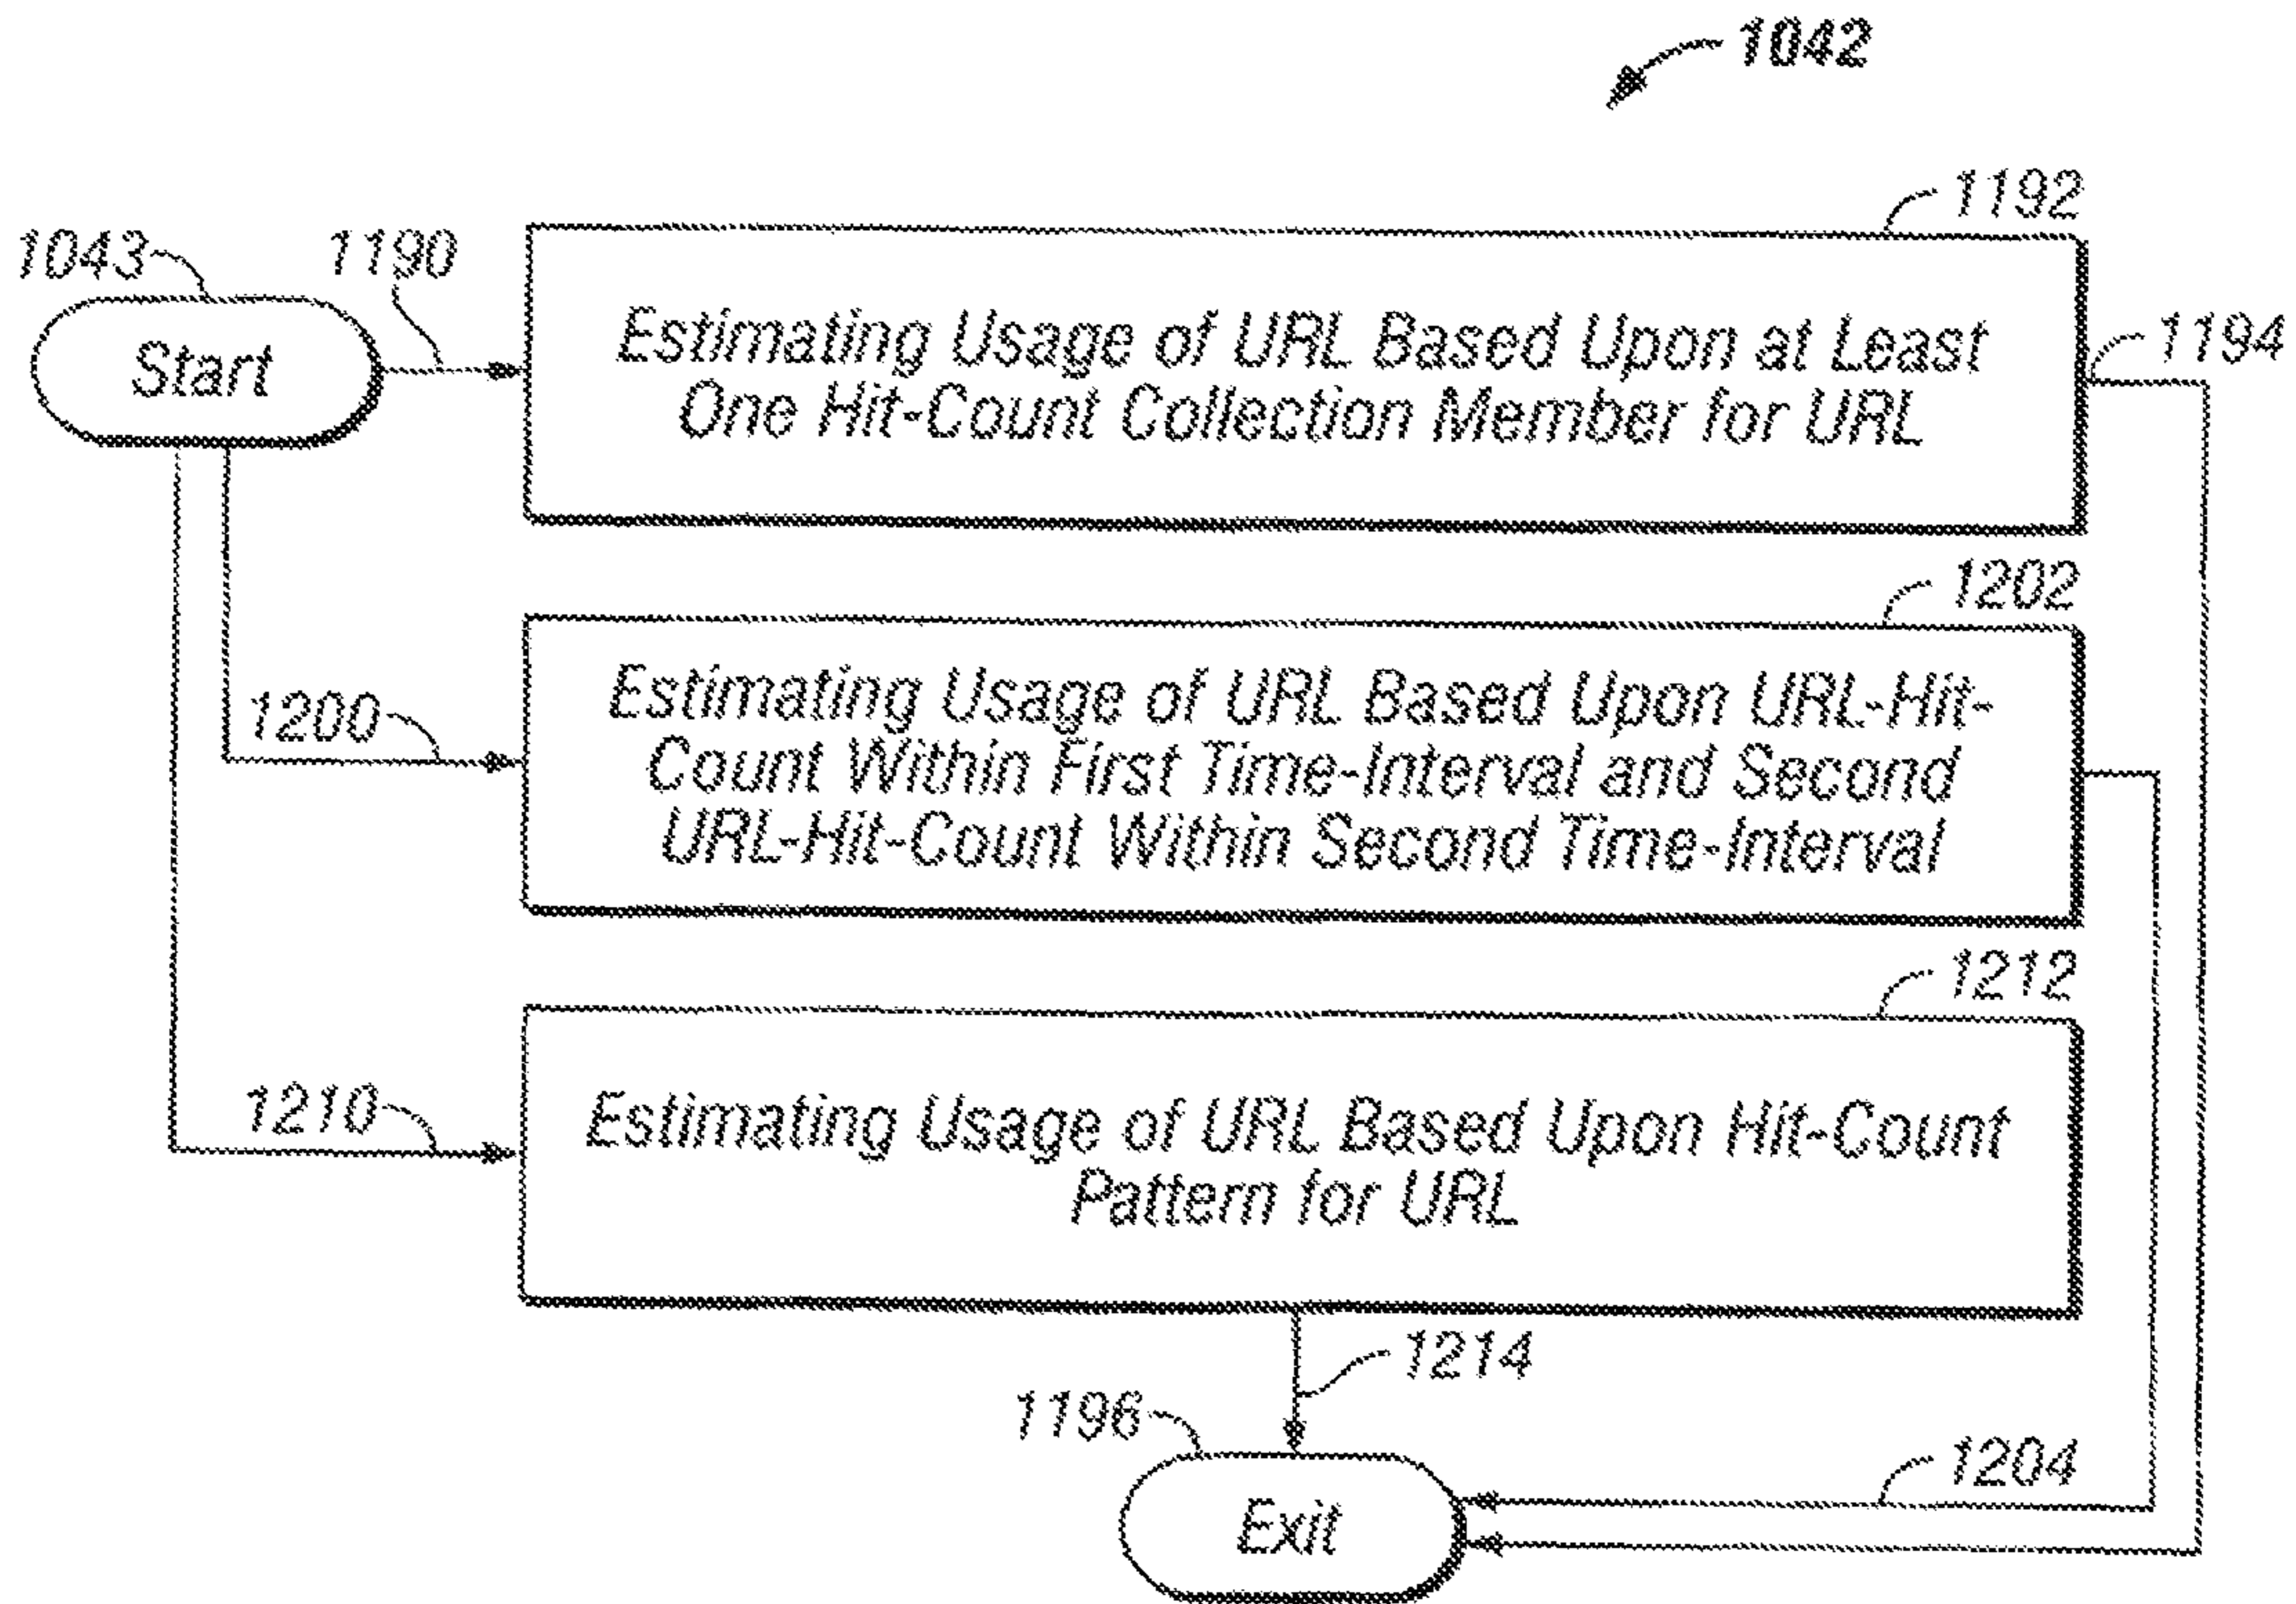 1042
1192
1043
1190
Estimating Usage of URL Based Upon at Least
One Hit-Count Collection Member for URL
1194
Start
1202
Estimating Usage of URL Based Upon URL-Hit-
Count Within First Time-Interval and Second
URL-Hit-Count Within Second Time-Interval
1200
1212
Estimating Usage of URL Based Upon Hit-Count
Pattern for URL
1210
1214
1196
1204
Exit